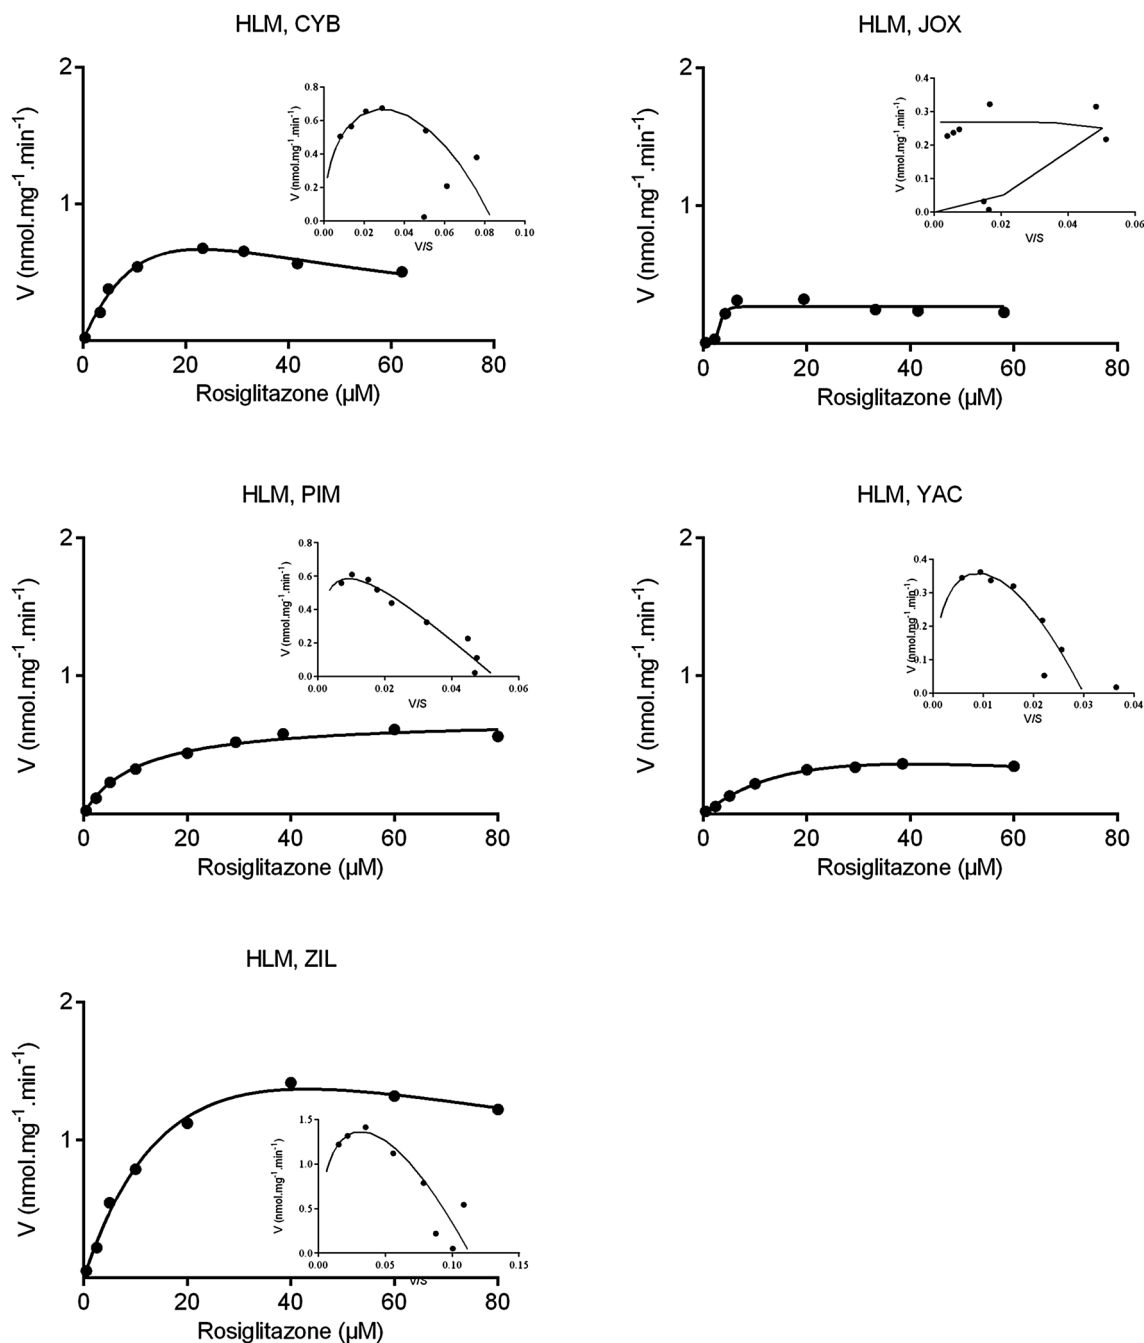 HLM, CYB
2
1
0
0 20 40 60 80
V (nmol.mg⁻¹.min⁻¹)
Rosiglitazone (µM)
0.8
0.6
0.4
0.2
0.0
0.00 0.02 0.04 0.06 0.08 0.10
V (nmol.mg⁻¹.min⁻¹)
V/S
HLM, JOX
2
1
0
0 20 40 60 80
V (nmol.mg⁻¹.min⁻¹)
Rosiglitazone (µM)
0.4
0.3
0.2
0.1
0.0
0.02 0.04 0.06
V (nmol.mg⁻¹.min⁻¹)
V/S
HLM, PIM
2
1
0 20 40 60 80
V (nmol.mg⁻¹.min⁻¹)
Rosiglitazone (µM)
0.8
0.6
0.4
0.2
0.0
0.00 0.02 0.04 0.06
V (nmol.mg⁻¹.min⁻¹)
V/S
HLM, YAC
2
1
0 20 40 60 80
V (nmol.mg⁻¹.min⁻¹)
Rosiglitazone (µM)
0.4
0.3
0.2
0.1
0.0
0.00 0.01 0.02 0.03 0.04
V (nmol.mg⁻¹.min⁻¹)
V/S
HLM, ZIL
2
1
0
0 20 40 60 80
V (nmol.mg⁻¹.min⁻¹)
Rosiglitazone (µM)
1.5
1.0
0.5
0.0
0.00 0.05 0.10 0.15
V (nmol.mg⁻¹.min⁻¹)
V/S